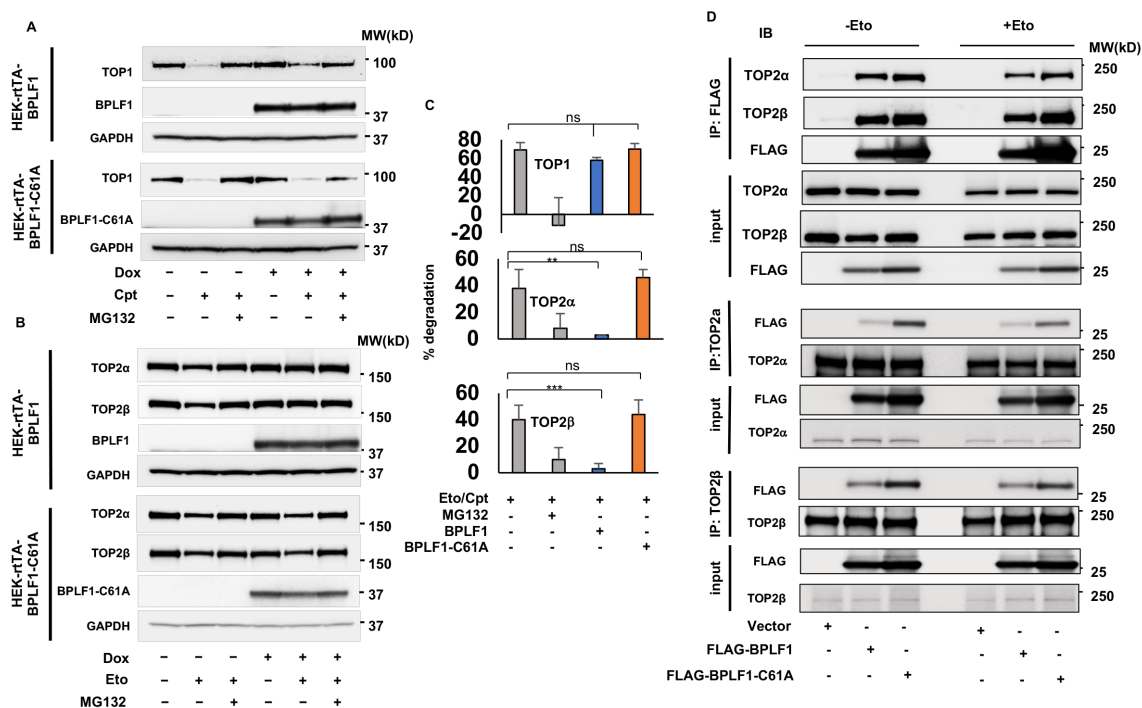 A
MW(kD)
HEK-rtTA-
BPLF1
TOP1
100
BPLF1
37
GAPDH
37
HEK-rtTA-
BPLF1-C61A
TOP1
100
BPLF1-C61A
37
GAPDH
37
Dox – – – + + +
Cpt – + + – + +
MG132 – – + – – +
B
MW(kD)
HEK-rtTA-
BPLF1
TOP2α
150
TOP2β
150
BPLF1
37
GAPDH
37
HEK-rtTA-
BPLF1-C61A
TOP2α
150
TOP2β
150
BPLF1-C61A
37
GAPDH
37
Dox – – – + + +
Eto – + + – + +
MG132 – – + – – +
C
% degradation
ns
80
60
40
20
0
-20
TOP1
ns
**
60
40
20
0
TOP2α
ns
***
60
40
20
0
TOP2β
Eto/Cpt + + + +
MG132 - + - -
BPLF1 - - + -
BPLF1-C61A - - - +
D
IB
-Eto
+Eto
MW(kD)
IP: FLAG
TOP2α
250
TOP2β
250
FLAG
25
input
TOP2α
250
TOP2β
250
FLAG
25
IP:TOP2a
FLAG
25
TOP2α
250
input
FLAG
25
TOP2α
250
IP: TOP2β
FLAG
25
TOP2β
250
input
FLAG
25
TOP2β
250
Vector + - - + - -
FLAG-BPLF1 - + - - + -
FLAG-BPLF1-C61A - - + - - +